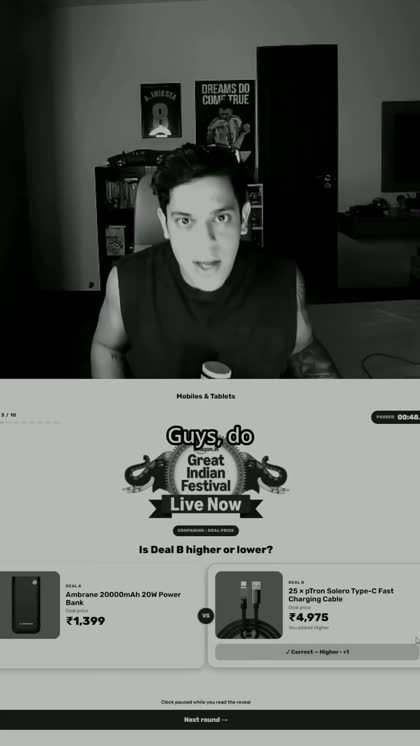 A. INIESTA
8
DREAMS DO
COME TRUE
Mobiles & Tablets
3 / 10
PAUSED 00:48.
Guys, do
Great
Indian
Festival
Live Now
COMPARING · DEAL PRICE
Is Deal B higher or lower?
DEAL A
Ambrane 20000mAh 20W Power
Bank
Deal price
₹1,399
VS
DEAL B
25 × pTron Solero Type-C Fast
Charging Cable
Deal price
₹4,975
You picked Higher
✓ Correct — Higher · +1
Clock paused while you read the reveal
Next round →